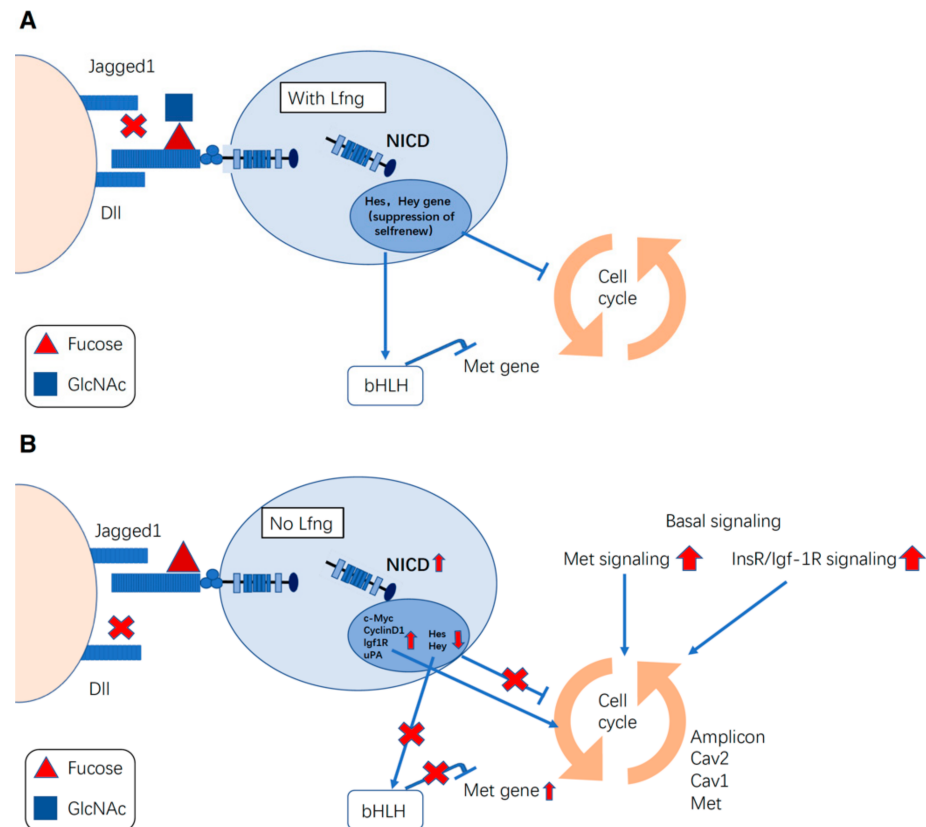 A
Jagged1
With Lfng
NICD
Dll
Hes, Hey gene
(suppression of
selfrenew)
Cell
cycle
Fucose
GlcNAc
Met gene
bHLH
B
No Lfng
Jagged1
Basal signaling
NICD
Met signaling
InsR/Igf-1R signaling
c-Myc
CyclinD1
Igf1R
uPA
Hes
Hey
Dll
Cell
cycle
Amplicon
Cav2
Cav1
Met
Fucose
GlcNAc
Met gene
bHLH